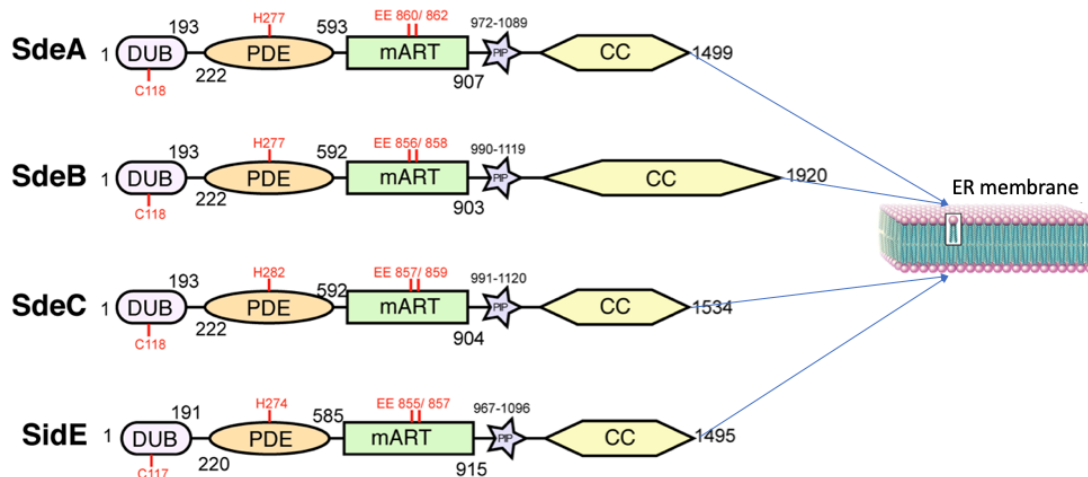 H277 EE 860/ 862 972-1089
193 593
SdeA 1 DUB PDE mART PIP CC 1499
222 907
C118
H277 EE 856/ 858 990-1119
193 592
SdeB 1 DUB PDE mART PIP CC 1920
222 903
C118
ER membrane
H282 EE 857/ 859 991-1120
193 592
SdeC 1 DUB PDE mART PIP CC 1534
222 904
C118
H274 EE 855/ 857 967-1096
191 585
SidE 1 DUB PDE mART PIP CC 1495
220 915
C117